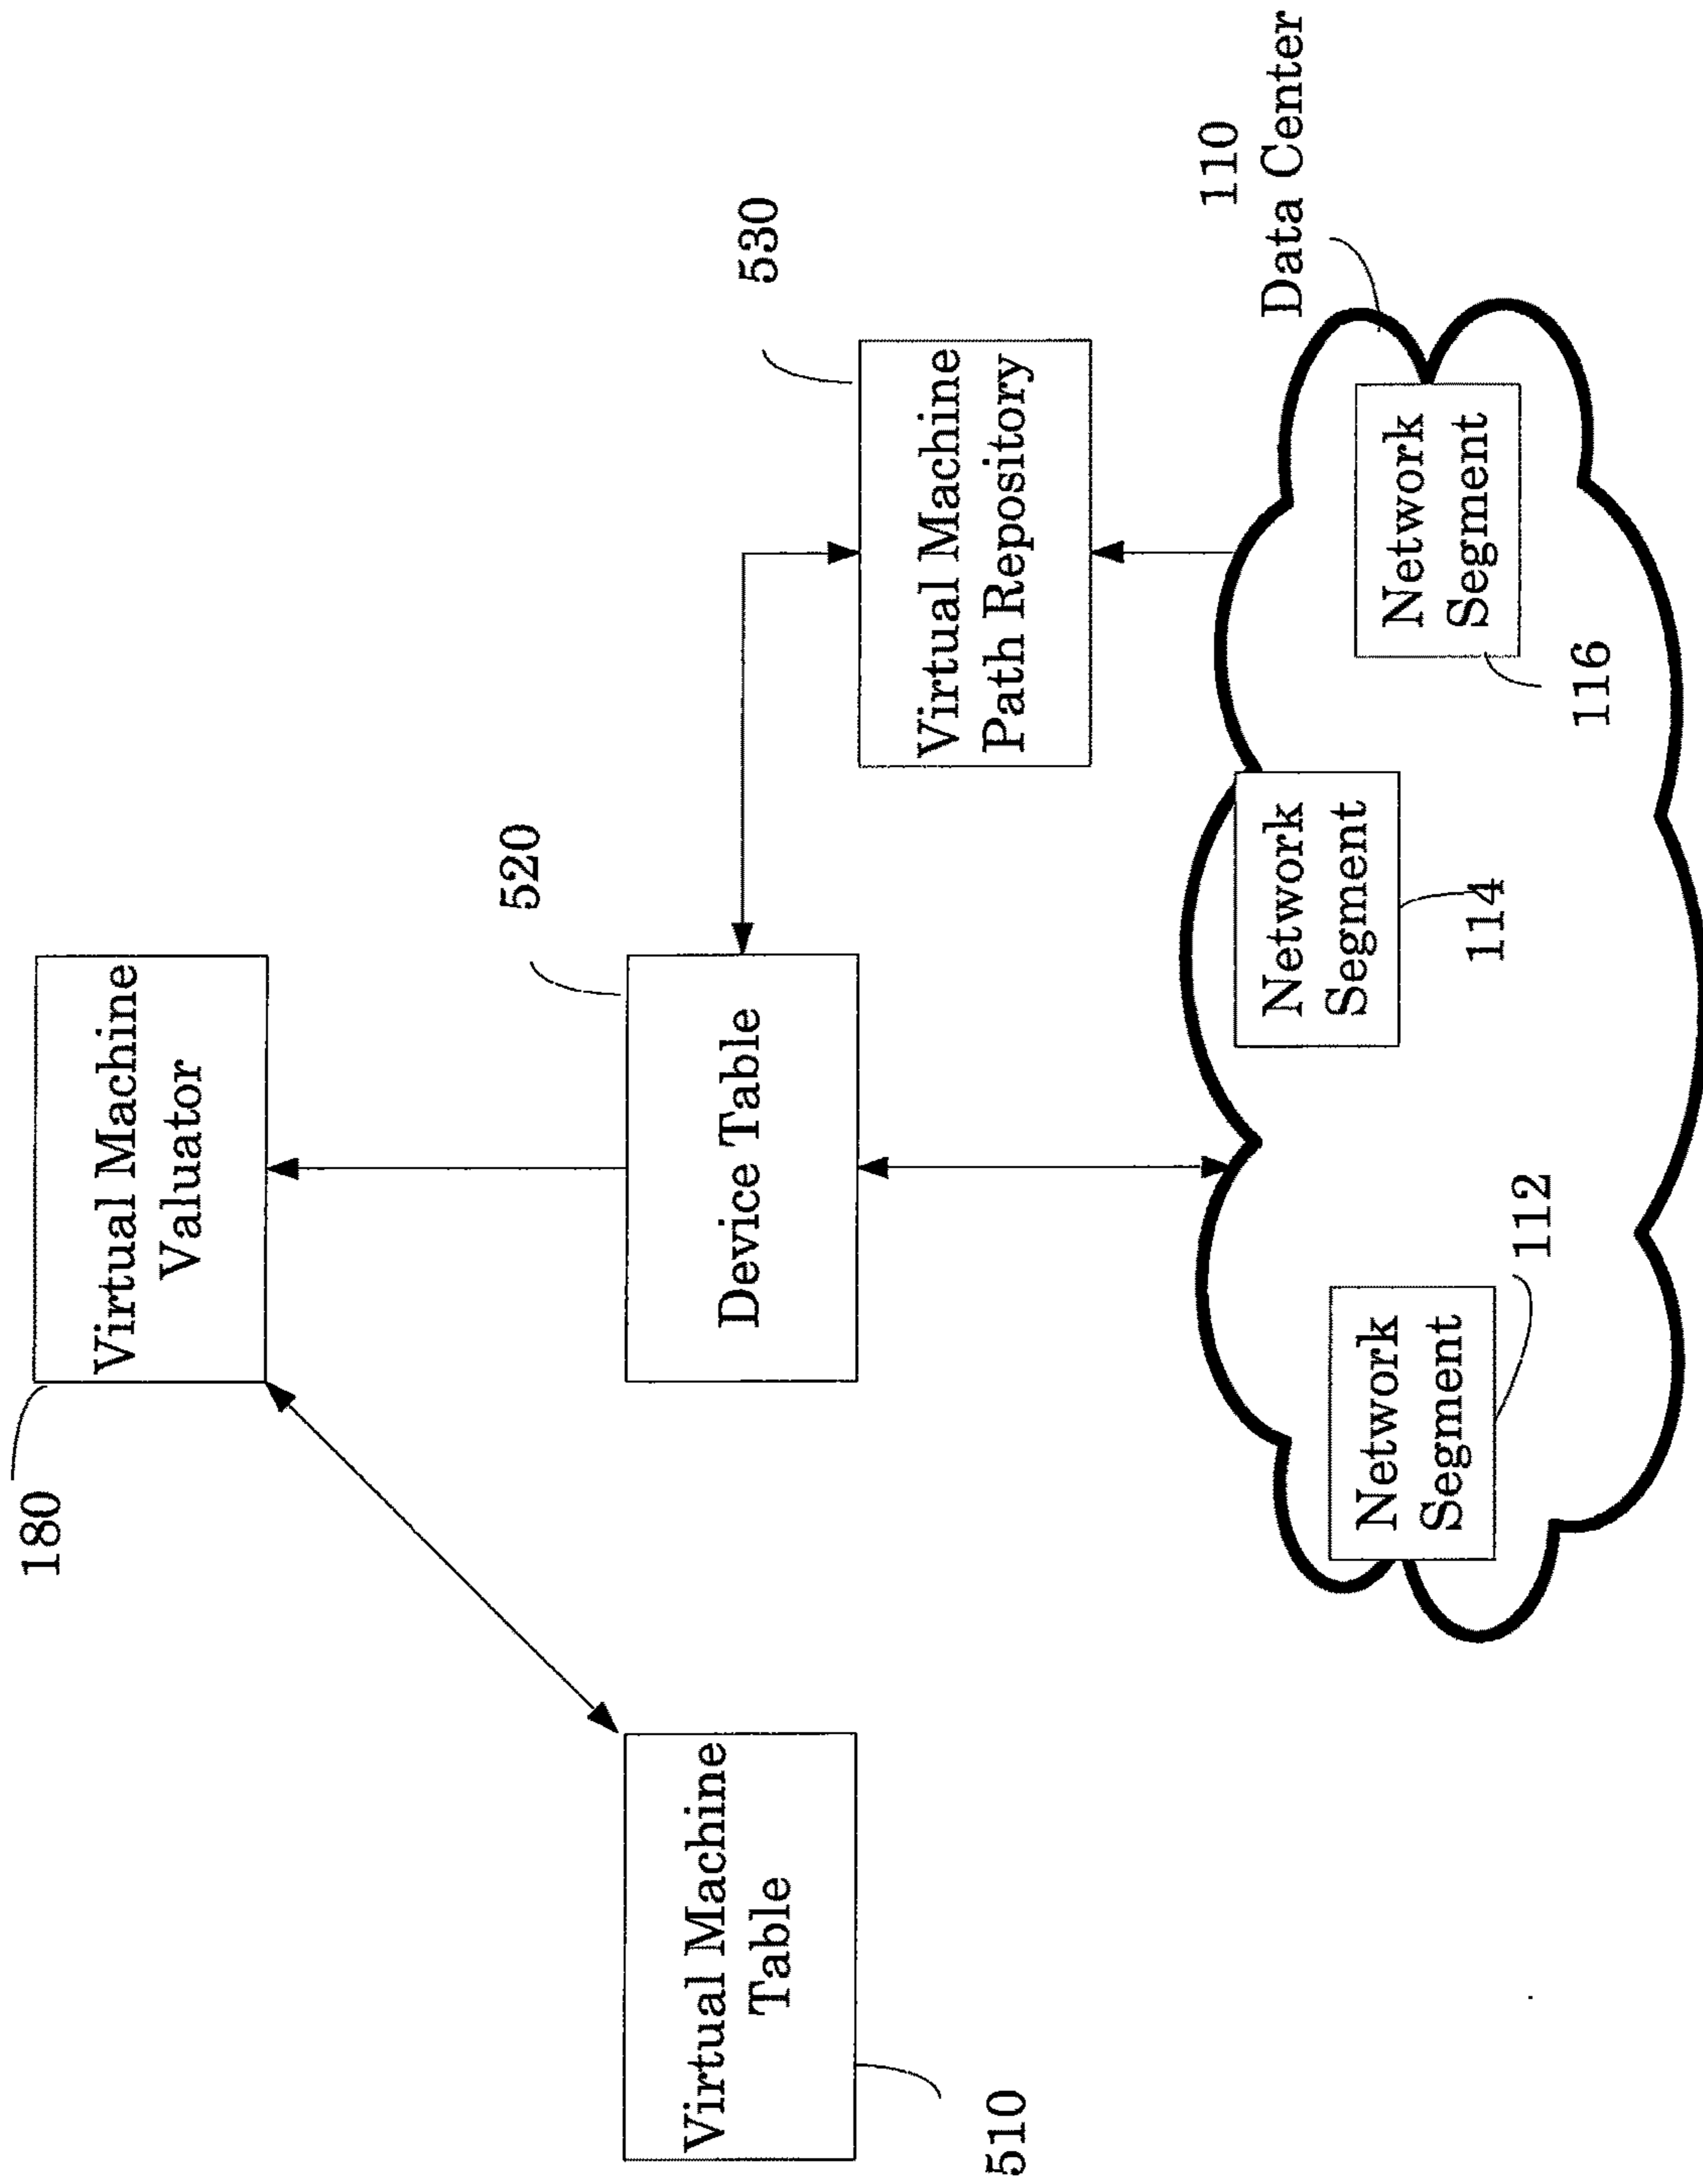 180
Virtual Machine
Valuator
510
Virtual Machine
Table
520
Device Table
530
Virtual Machine
Path Repository
110
Data Center
Network
Segment
112
Network
Segment
114
Network
Segment
116